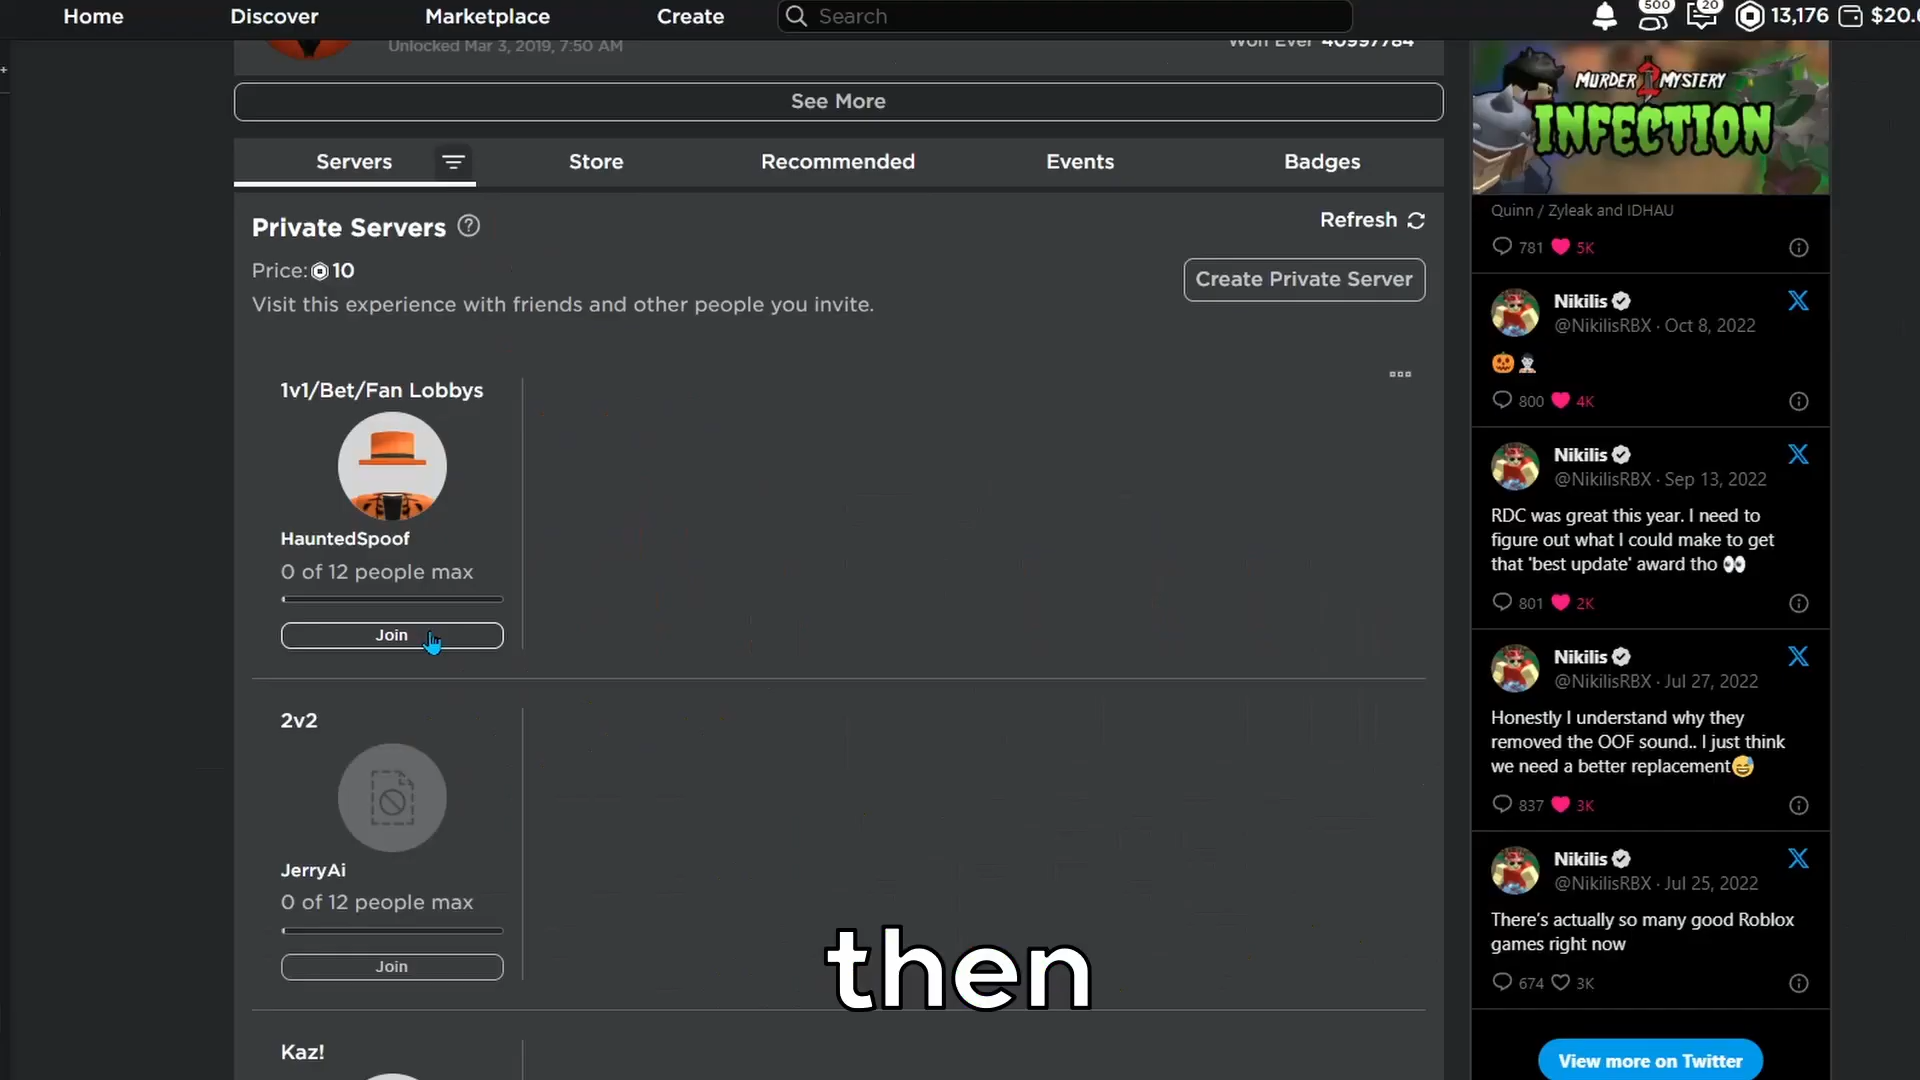 Home
Discover
Marketplace
Create
Search
500
20
13,176
$20.
Unlocked Mar 3, 2019, 7:50 AM
Won Ever 40997784
See More
Servers
Store
Recommended
Events
Badges
Private Servers ?
Refresh
Price: 10
Create Private Server
Visit this experience with friends and other people you invite.
1v1/Bet/Fan Lobbys
HauntedSpoof
0 of 12 people max
Join
2v2
JerryAi
0 of 12 people max
Join
Kaz!
then
MURDER MYSTERY 2
INFECTION
Quinn / Zyleak and IDHAU
781 5K
Nikilis
@NikilisRBX · Oct 8, 2022
🎃🧛🏻
800 4K
Nikilis
@NikilisRBX · Sep 13, 2022
RDC was great this year. I need to
figure out what I could make to get
that 'best update' award tho 👀
801 2K
Nikilis
@NikilisRBX · Jul 27, 2022
Honestly I understand why they
removed the OOF sound.. I just think
we need a better replacement😅
837 3K
Nikilis
@NikilisRBX · Jul 25, 2022
There's actually so many good Roblox
games right now
674 3K
View more on Twitter